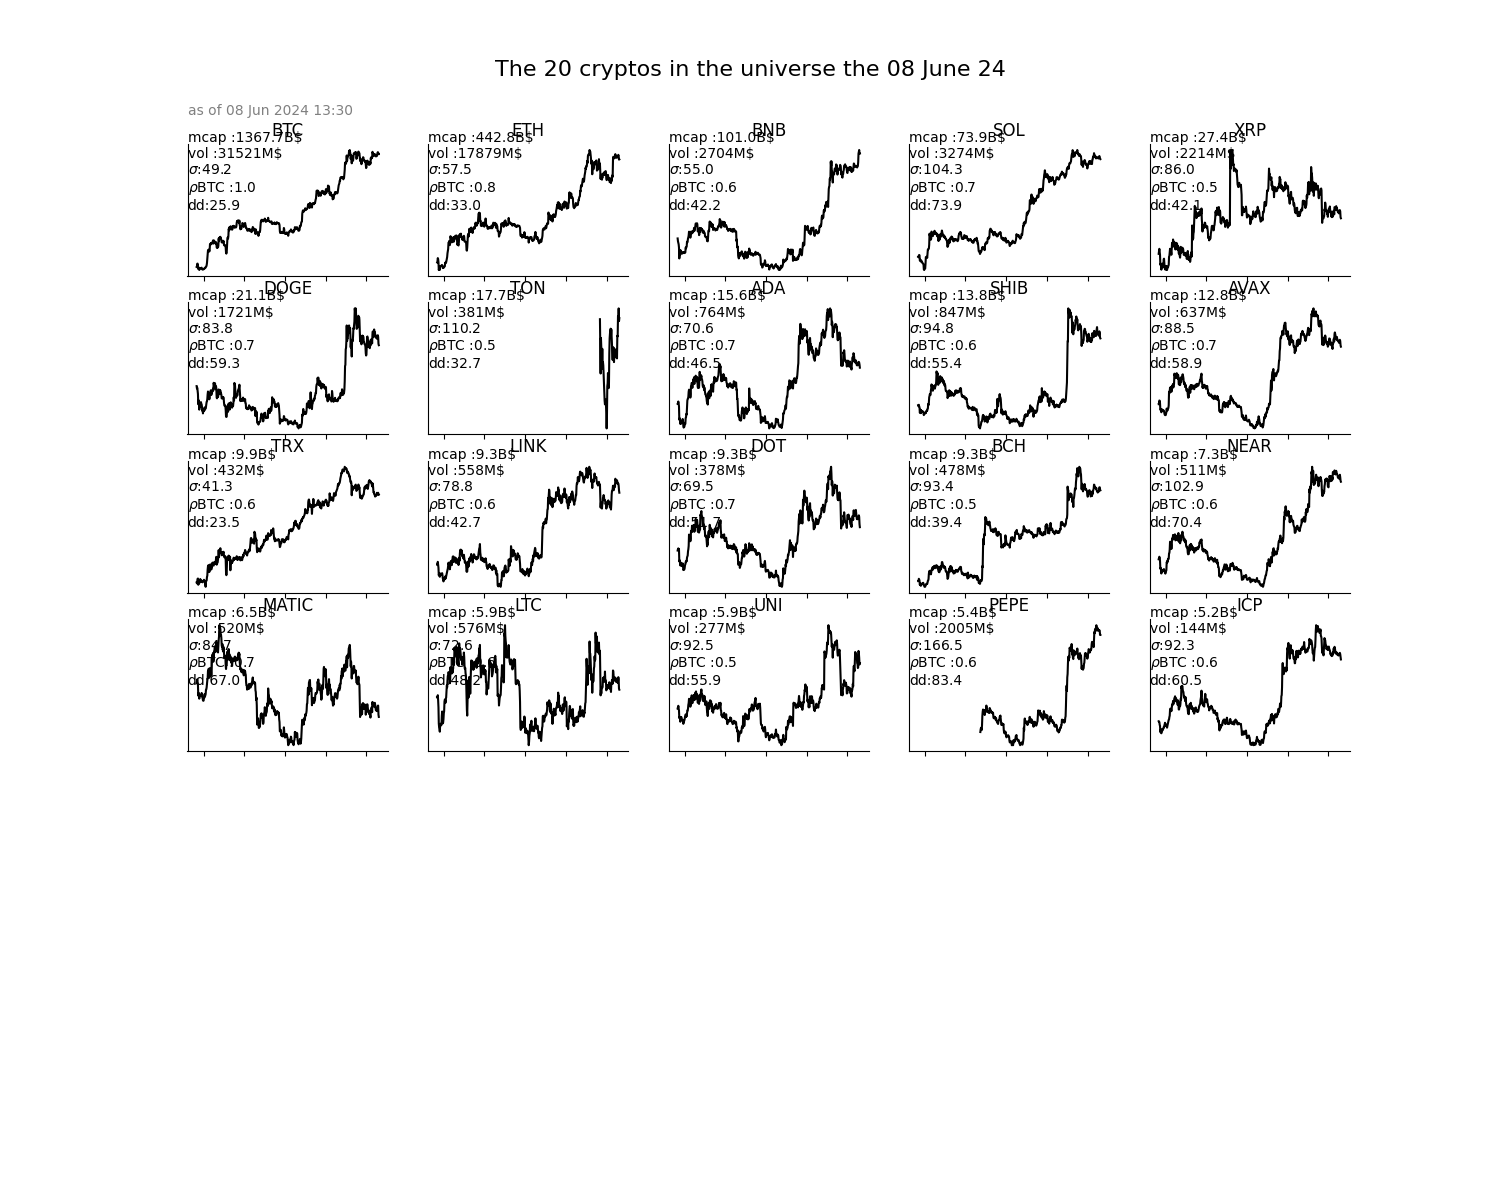 The 20 cryptos in the universe the 08 June 24
as of 08 Jun 2024 13:30
BTC
mcap :1367.7B$
vol :31521M$
σ:49.2
ρBTC :1.0
dd:25.9
ETH
mcap :442.8B$
vol :17879M$
σ:57.5
ρBTC :0.8
dd:33.0
BNB
mcap :101.0B$
vol :2704M$
σ:55.0
ρBTC :0.6
dd:42.2
SOL
mcap :73.9B$
vol :3274M$
σ:104.3
ρBTC :0.7
dd:73.9
XRP
mcap :27.4B$
vol :2214M$
σ:86.0
ρBTC :0.5
dd:42.1
DOGE
mcap :21.1B$
vol :1721M$
σ:83.8
ρBTC :0.7
dd:59.3
TON
mcap :17.7B$
vol :381M$
σ:110.2
ρBTC :0.5
dd:32.7
ADA
mcap :15.6B$
vol :764M$
σ:70.6
ρBTC :0.7
dd:46.5
SHIB
mcap :13.8B$
vol :847M$
σ:94.8
ρBTC :0.6
dd:55.4
AVAX
mcap :12.8B$
vol :637M$
σ:88.5
ρBTC :0.7
dd:58.9
TRX
mcap :9.9B$
vol :432M$
σ:41.3
ρBTC :0.6
dd:23.5
LINK
mcap :9.3B$
vol :558M$
σ:78.8
ρBTC :0.6
dd:42.7
DOT
mcap :9.3B$
vol :378M$
σ:69.5
ρBTC :0.7
BCH
mcap :9.3B$
vol :478M$
σ:93.4
ρBTC :0.5
dd:39.4
NEAR
mcap :7.3B$
vol :511M$
σ:102.9
ρBTC :0.6
dd:70.4
MATIC
mcap :6.5B$
vol :520M$
σ:84.7
ρBTC :0.7
dd:67.0
LTC
mcap :5.9B$
vol :576M$
σ:72.6
dd:48.2
UNI
mcap :5.9B$
vol :277M$
σ:92.5
ρBTC :0.5
dd:55.9
PEPE
mcap :5.4B$
vol :2005M$
σ:166.5
ρBTC :0.6
dd:83.4
ICP
mcap :5.2B$
vol :144M$
σ:92.3
ρBTC :0.6
dd:60.5